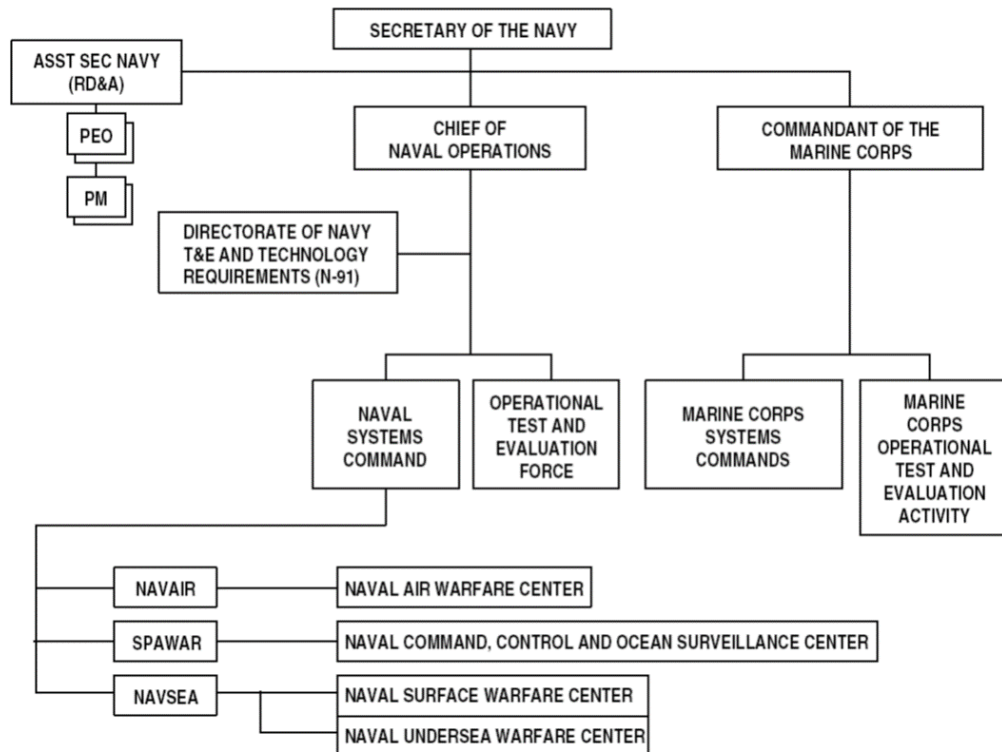 SECRETARY OF THE NAVY
ASST SEC NAVY
(RD&A)
PEO
PM
CHIEF OF
NAVAL OPERATIONS
COMMANDANT OF THE
MARINE CORPS
DIRECTORATE OF NAVY
T&E AND TECHNOLOGY
REQUIREMENTS (N-91)
NAVAL
SYSTEMS
COMMAND
OPERATIONAL
TEST AND
EVALUATION
FORCE
MARINE CORPS
SYSTEMS
COMMANDS
MARINE
CORPS
OPERATIONAL
TEST AND
EVALUATION
ACTIVITY
NAVAIR
NAVAL AIR WARFARE CENTER
SPAWAR
NAVAL COMMAND, CONTROL AND OCEAN SURVEILLANCE CENTER
NAVSEA
NAVAL SURFACE WARFARE CENTER
NAVAL UNDERSEA WARFARE CENTER